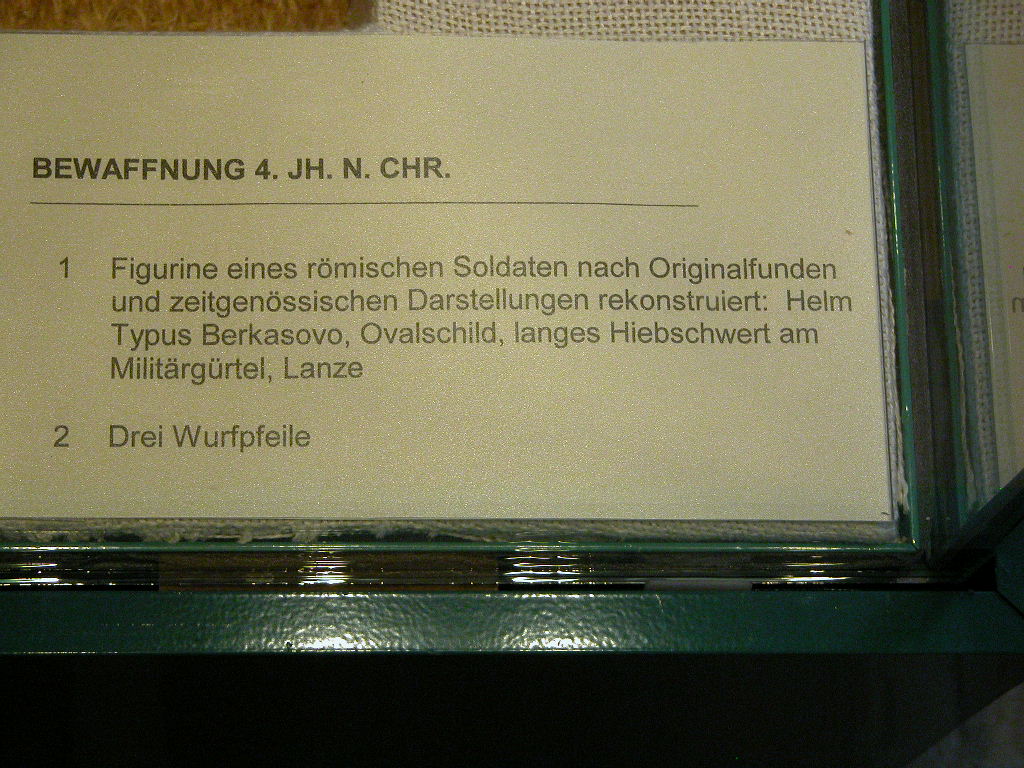 BEWAFFNUNG 4. JH. N. CHR.
1 Figurine eines römischen Soldaten nach Originalfunden
und zeitgenössischen Darstellungen rekonstruiert: Helm
Typus Berkasovo, Ovalschild, langes Hiebschwert am
Militärgürtel, Lanze
2 Drei Wurfpfeile